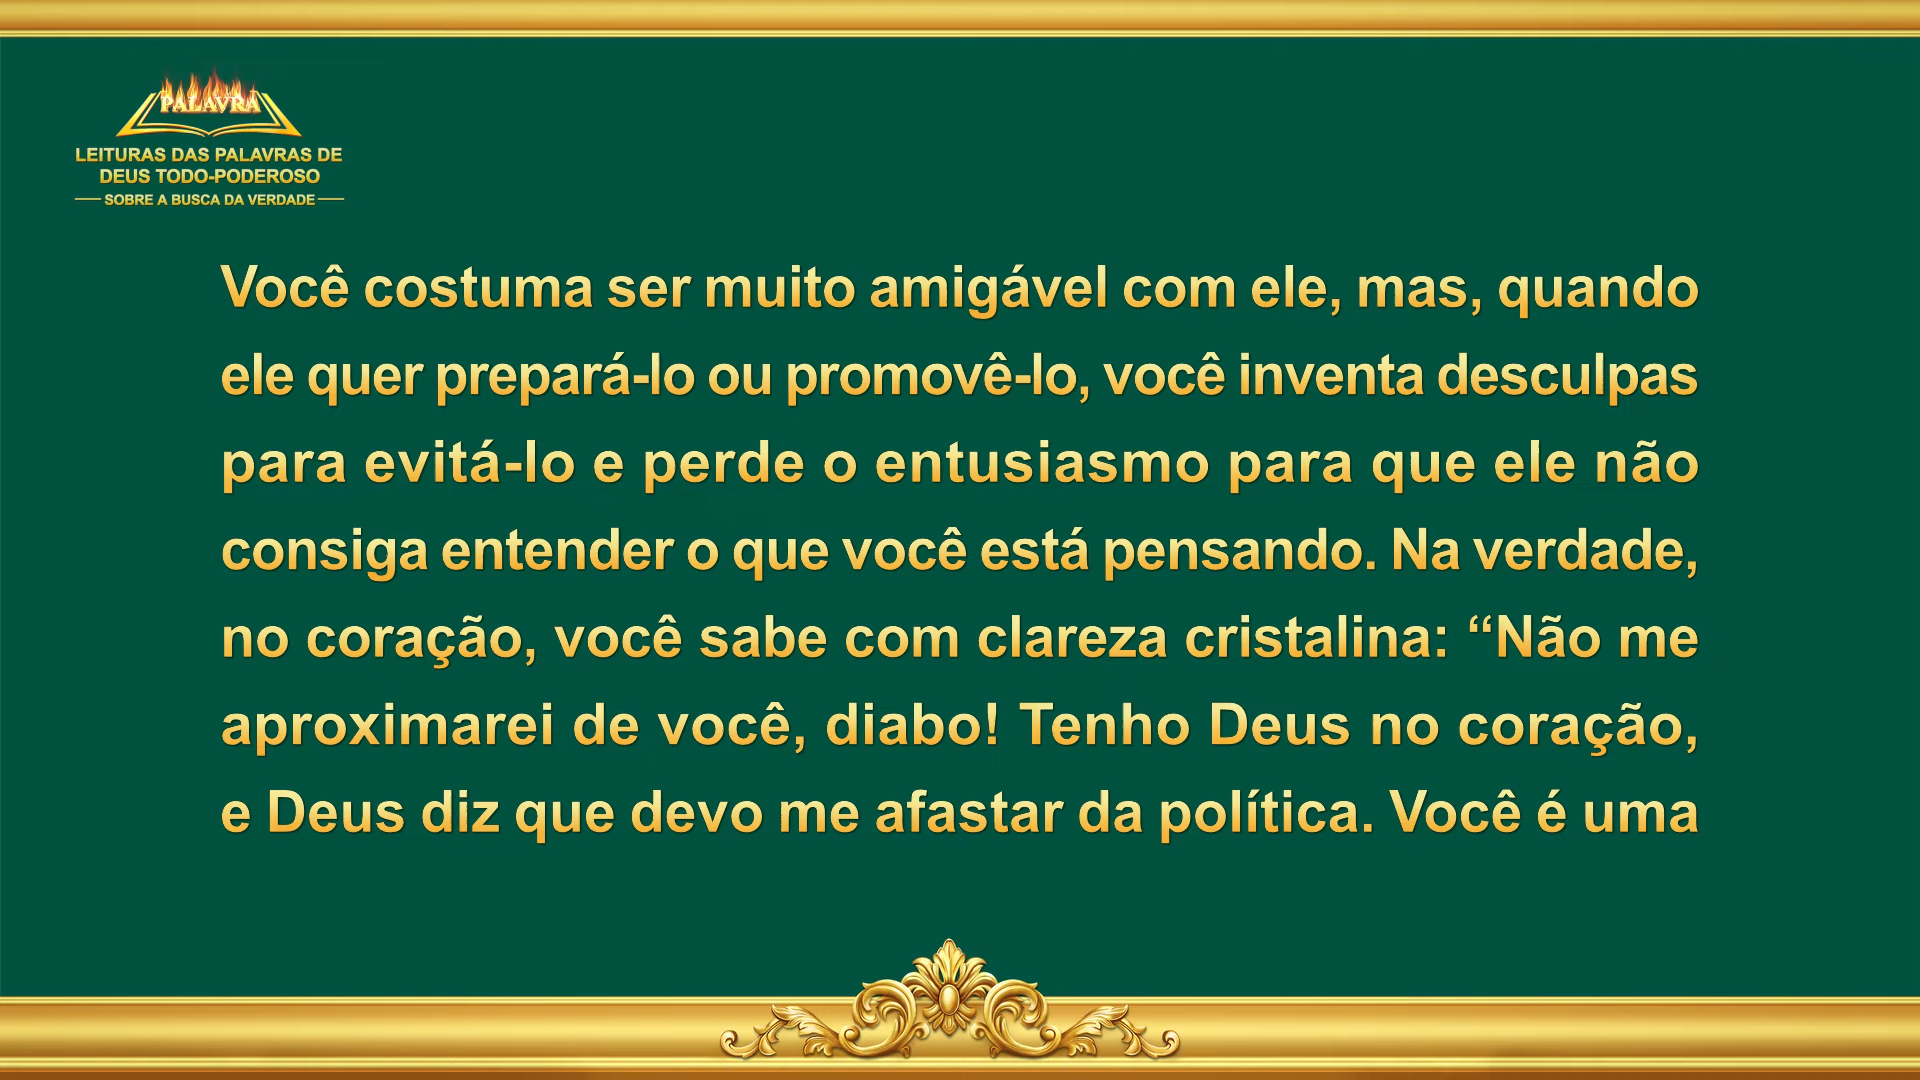 PALAVRA
LEITURAS DAS PALAVRAS DE
DEUS TODO-PODEROSO
SOBRE A BUSCA DA VERDADE
Você costuma ser muito amigável com ele, mas, quando
ele quer prepará-lo ou promovê-lo, você inventa desculpas
para evitá-lo e perde o entusiasmo para que ele não
consiga entender o que você está pensando. Na verdade,
no coração, você sabe com clareza cristalina: “Não me
aproximarei de você, diabo! Tenho Deus no coração,
e Deus diz que devo me afastar da política. Você é uma